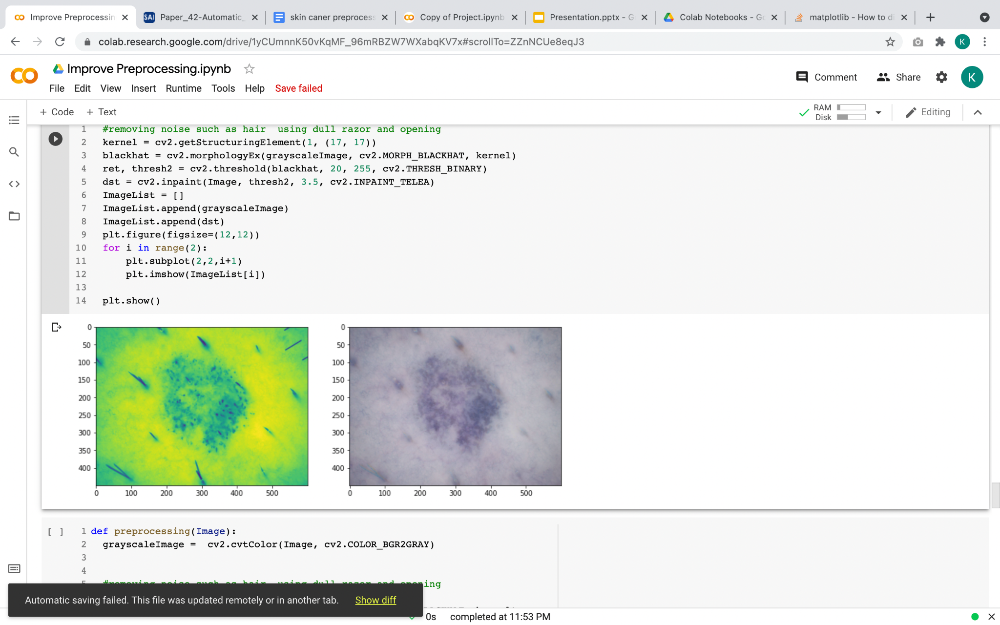 Improve Preprocessin
SAI Paper_42-Automatic_
skin caner preprocess
Copy of Project.ipynb
Presentation.pptx - G
Colab Notebooks - Go
matplotlib - How to di
colab.research.google.com/drive/1yCUmnnK50vKqMF_96mRBZW7WXabqKV7x#scrollTo=ZZnNCUe8eqJ3
K
Improve Preprocessing.ipynb
Comment Share K
File Edit View Insert Runtime Tools Help Save failed
+ Code + Text
RAM
Disk
Editing
1 #removing noise such as hair  using dull razor and opening
2 kernel = cv2.getStructuringElement(1, (17, 17))
3 blackhat = cv2.morphologyEx(grayscaleImage, cv2.MORPH_BLACKHAT, kernel)
4 ret, thresh2 = cv2.threshold(blackhat, 20, 255, cv2.THRESH_BINARY)
5 dst = cv2.inpaint(Image, thresh2, 3.5, cv2.INPAINT_TELEA)
6 ImageList = []
7 ImageList.append(grayscaleImage)
8 ImageList.append(dst)
9 plt.figure(figsize=(12,12))
10 for i in range(2):
11     plt.subplot(2,2,i+1)
12     plt.imshow(ImageList[i])
13
14 plt.show()
0
50
100
150
200
250
300
350
400
0 100 200 300 400 500
0
50
100
150
200
250
300
350
400
0 100 200 300 400 500
[ ] 1 def preprocessing(Image):
2   grayscaleImage =  cv2.cvtColor(Image, cv2.COLOR_BGR2GRAY)
3
4
5   #removing noise such as hair  using dull razor and opening
Automatic saving failed. This file was updated remotely or in another tab. Show diff
0s completed at 11:53 PM